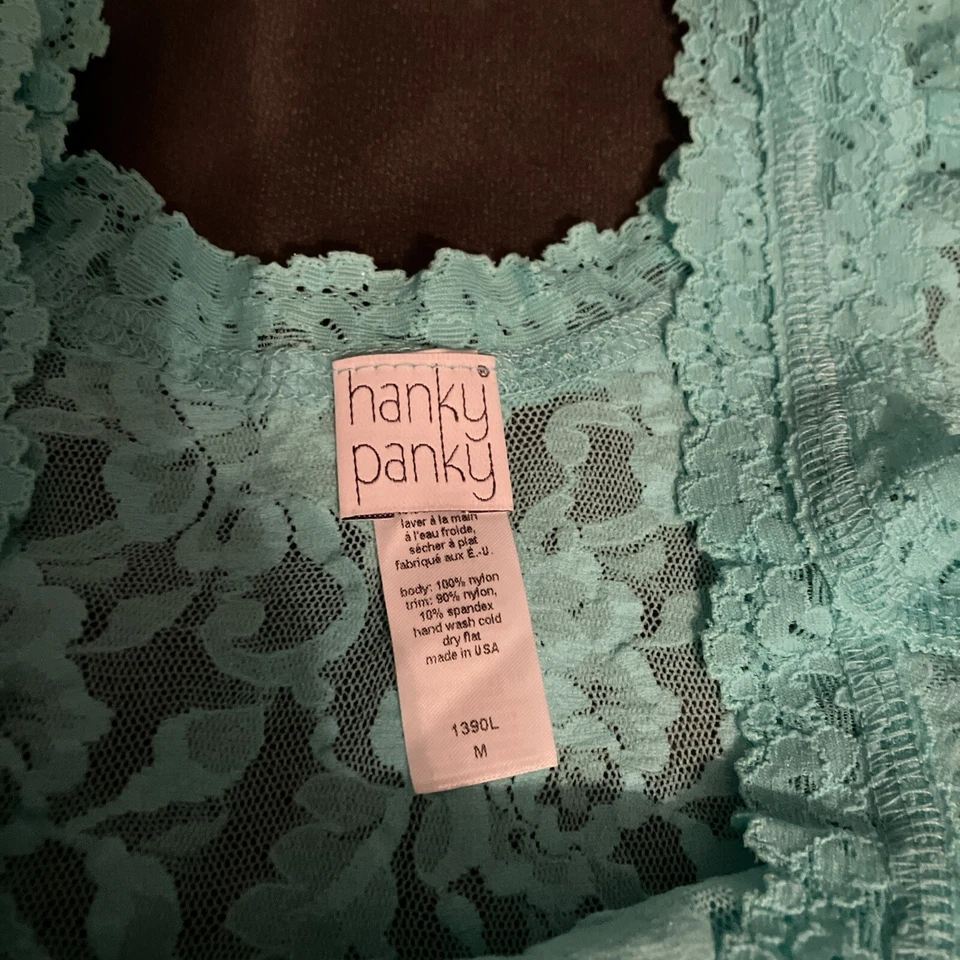 hanky®
panky
laver à la main
à l'eau froide,
sécher à plat
fabriqué aux É.-U.
body: 100% nylon
trim: 90% nylon,
10% spandex
hand wash cold
dry flat
made in USA
1390L
M